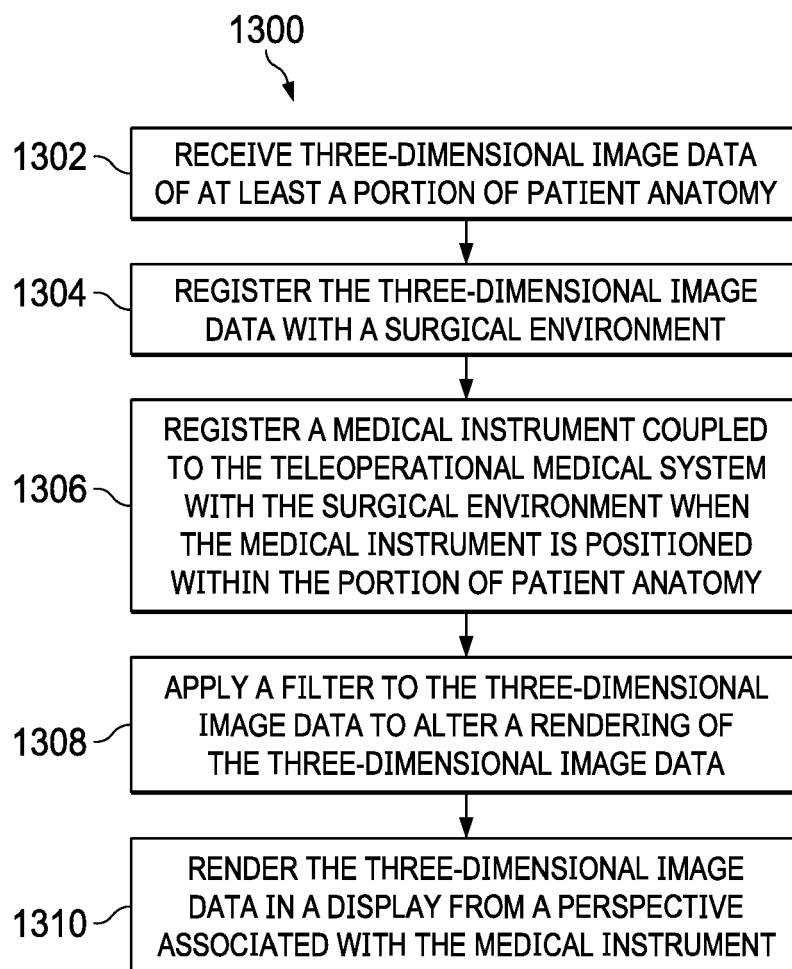 1300
1302
RECEIVE THREE-DIMENSIONAL IMAGE DATA
OF AT LEAST A PORTION OF PATIENT ANATOMY
1304
REGISTER THE THREE-DIMENSIONAL IMAGE
DATA WITH A SURGICAL ENVIRONMENT
1306
REGISTER A MEDICAL INSTRUMENT COUPLED
TO THE TELEOPERATIONAL MEDICAL SYSTEM
WITH THE SURGICAL ENVIRONMENT WHEN
THE MEDICAL INSTRUMENT IS POSITIONED
WITHIN THE PORTION OF PATIENT ANATOMY
1308
APPLY A FILTER TO THE THREE-DIMENSIONAL
IMAGE DATA TO ALTER A RENDERING OF
THE THREE-DIMENSIONAL IMAGE DATA
1310
RENDER THE THREE-DIMENSIONAL IMAGE
DATA IN A DISPLAY FROM A PERSPECTIVE
ASSOCIATED WITH THE MEDICAL INSTRUMENT